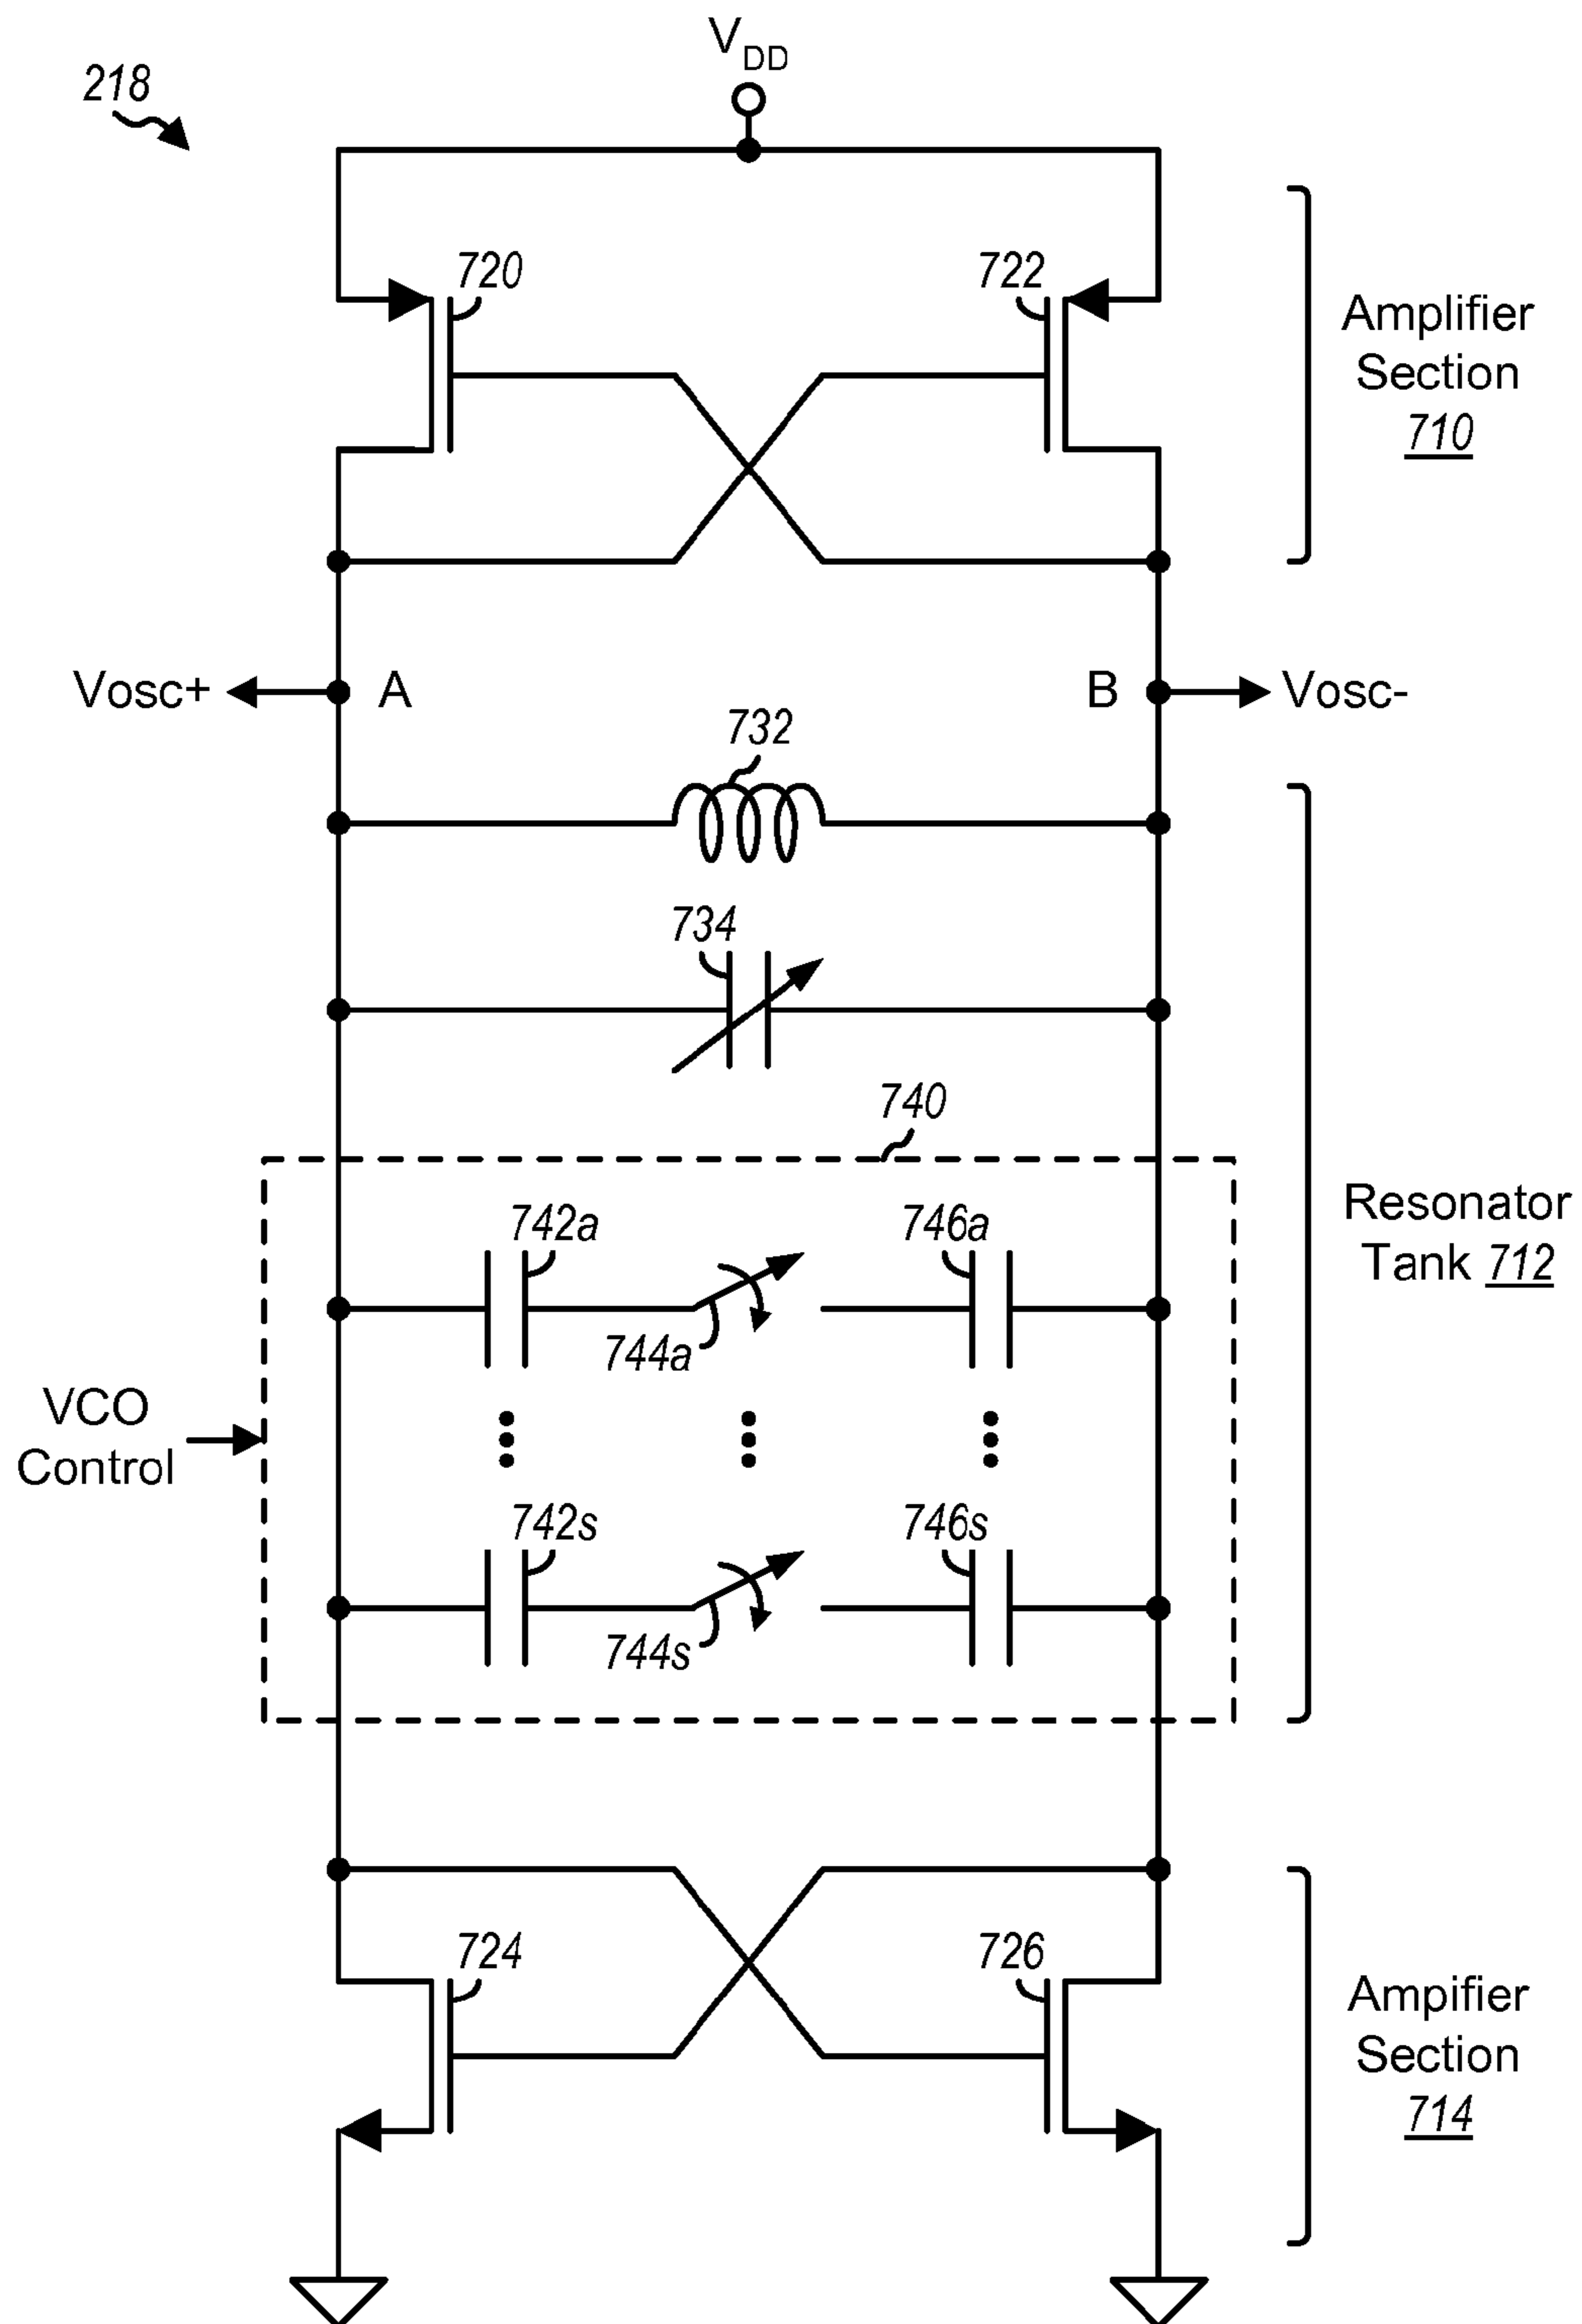 V_DD
218
720
722
Amplifier
Section
710
Vosc+
A
B
Vosc-
732
734
740
742a
746a
Resonator
Tank 712
744a
VCO
Control
742s
746s
744s
724
726
Ampifier
Section
714